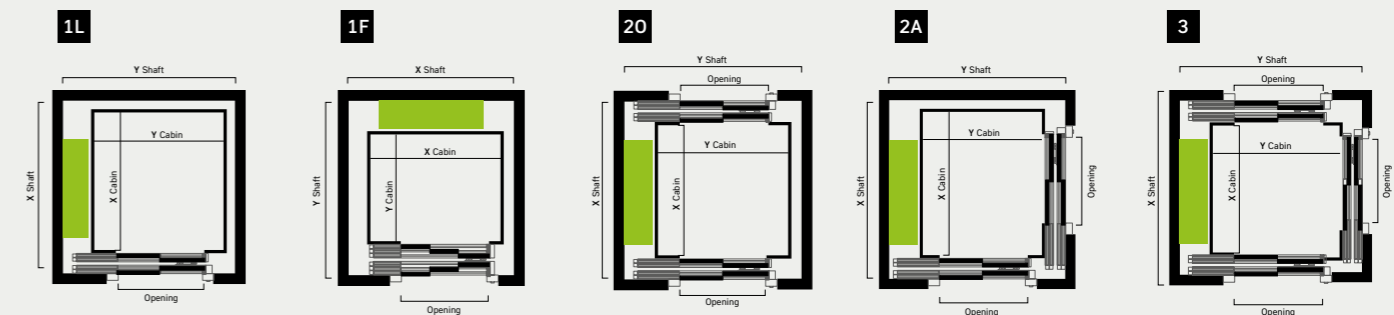 1L
1F
20
2A
3
Y Shaft
X Shaft
Y Cabin
X Cabin
Opening
X Shaft
Y Shaft
X Cabin
Y Cabin
Opening
Y Shaft
Opening
X Shaft
Y Cabin
X Cabin
Opening
Y Shaft
X Shaft
Y Cabin
X Cabin
Opening
Opening
Y Shaft
Opening
X Shaft
Y Cabin
X Cabin
Opening
Opening